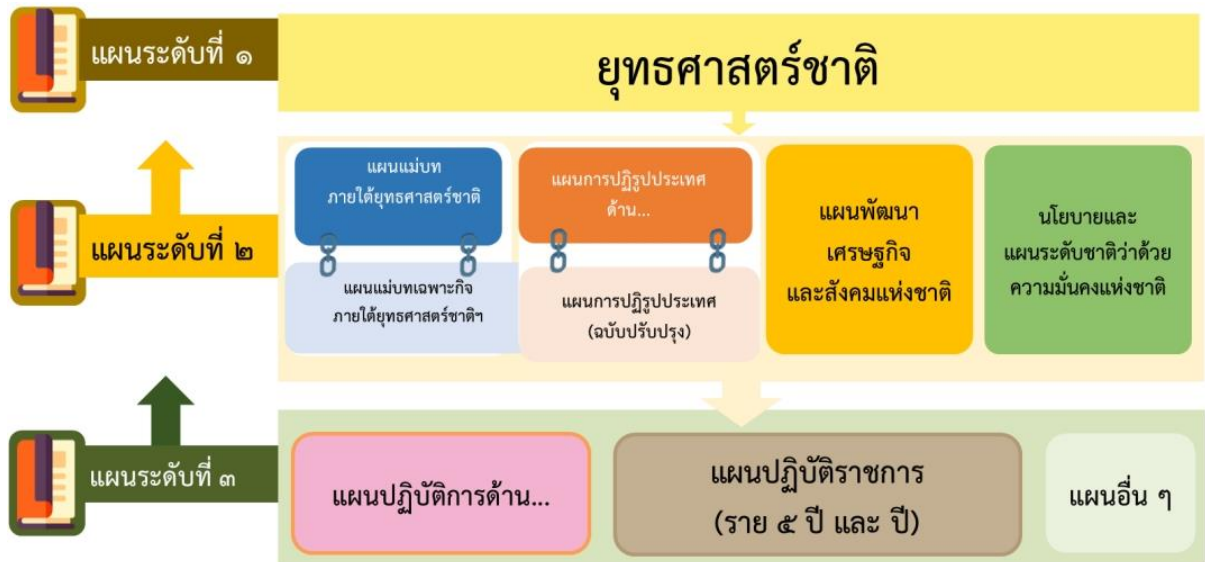 แผนระดับที่ ๑
ยุทธศาสตร์ชาติ
แผนระดับที่ ๒
แผนแม่บท
ภายใต้ยุทธศาสตร์ชาติ
แผนแม่บทเฉพาะกิจ
ภายใต้ยุทธศาสตร์ชาติฯ
แผนการปฏิรูปประเทศ
ด้าน...
แผนการปฏิรูปประเทศ
(ฉบับปรับปรุง)
แผนพัฒนา
เศรษฐกิจ
และสังคมแห่งชาติ
นโยบายและ
แผนระดับชาติว่าด้วย
ความมั่นคงแห่งชาติ
แผนระดับที่ ๓
แผนปฏิบัติการด้าน...
แผนปฏิบัติราชการ
(ราย ๕ ปี และ ปี)
แผนอื่น ๆ